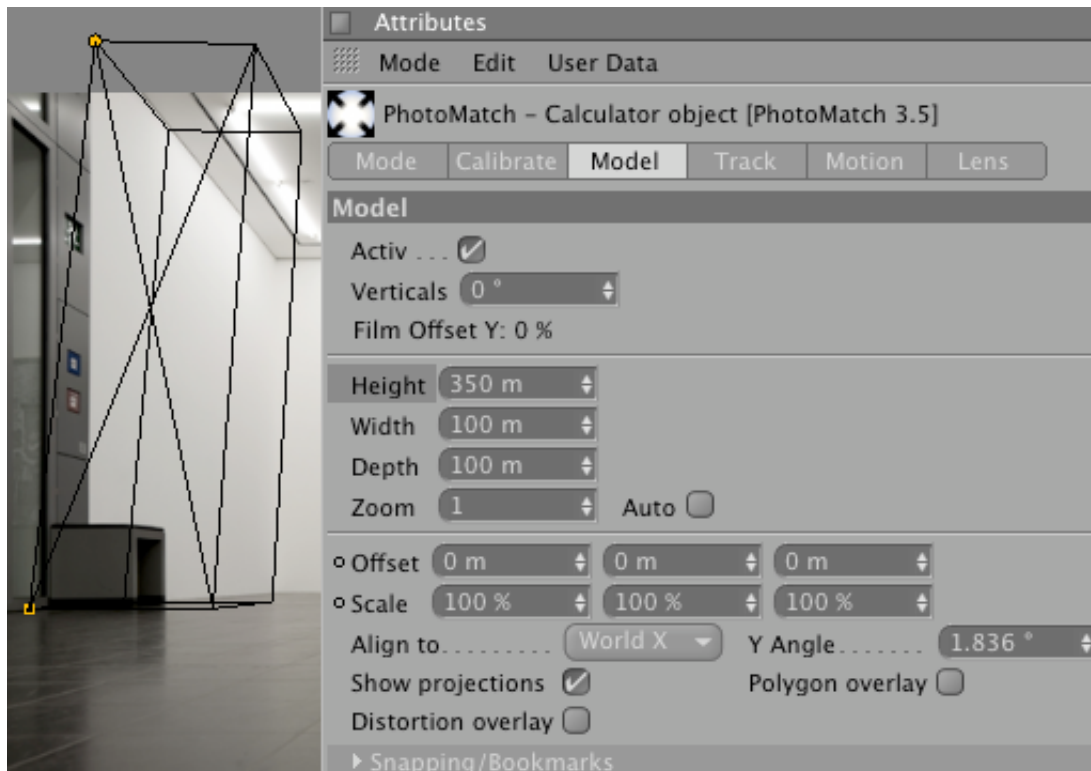 Attributes
Mode Edit User Data
PhotoMatch – Calculator object [PhotoMatch 3.5]
Mode Calibrate Model Track Motion Lens
Model
Activ . . .
Verticals 0 °
Film Offset Y: 0 %
Height 350 m
Width 100 m
Depth 100 m
Zoom 1 Auto
Offset 0 m 0 m 0 m
Scale 100 % 100 % 100 %
Align to. . . . . . . . . World X Y Angle. . . . . . . 1.836 °
Show projections Polygon overlay
Distortion overlay
Snapping/Bookmarks